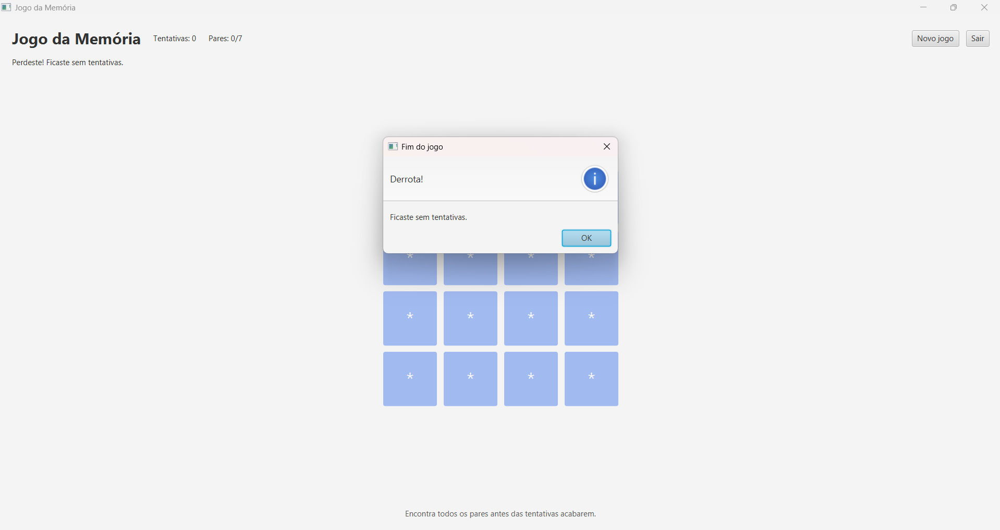 Jogo da Memória
Jogo da Memória Tentativas: 0 Pares: 0/7 Novo jogo Sair
Perdeste! Ficaste sem tentativas.
Fim do jogo
Derrota!
i
Ficaste sem tentativas.
OK
* * * *
* * * *
* * * *
Encontra todos os pares antes das tentativas acabarem.